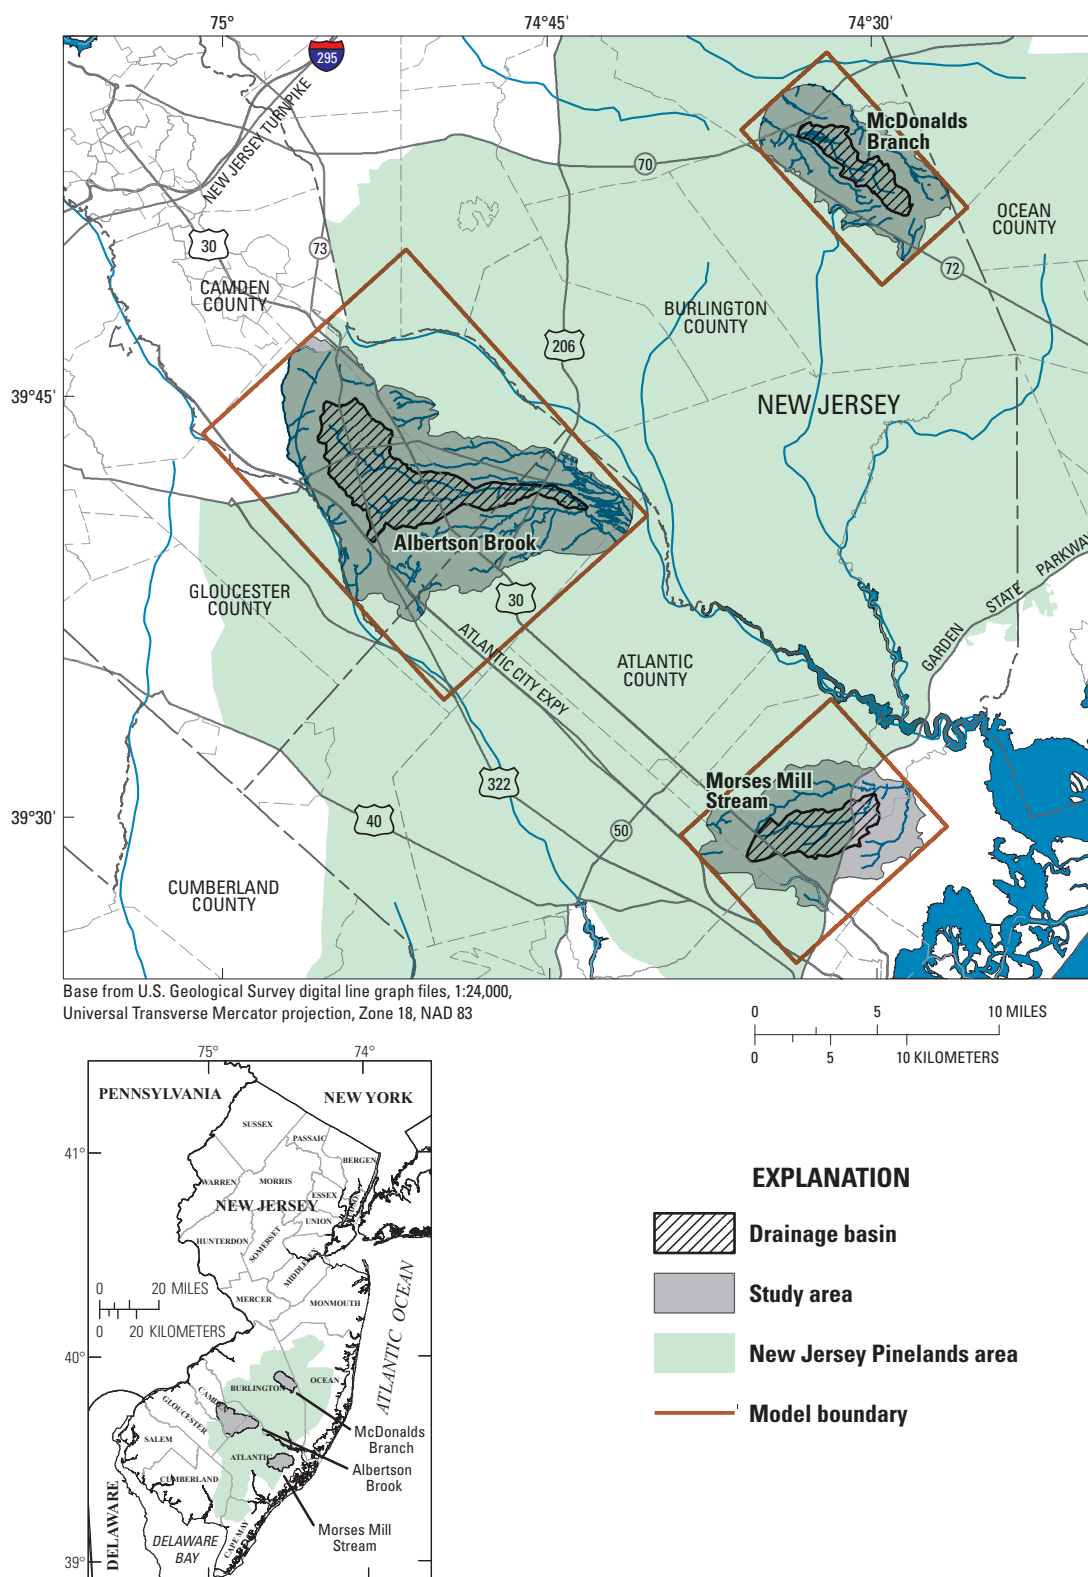 75°
74°45'
74°30'
295
NEW JERSEY TURNPIKE
McDonalds
Branch
70
OCEAN
COUNTY
30
73
72
CAMDEN
COUNTY
BURLINGTON
COUNTY
206
39°45'
NEW JERSEY
Albertson Brook
GLOUCESTER
COUNTY
30
GARDEN STATE PARKWAY
ATLANTIC CITY EXPY
ATLANTIC
COUNTY
Morses Mill
Stream
322
39°30'
40
50
CUMBERLAND
COUNTY
Base from U.S. Geological Survey digital line graph files, 1:24,000,
Universal Transverse Mercator projection, Zone 18, NAD 83
0 5 10 MILES
0 5 10 KILOMETERS
75°
74°
PENNSYLVANIA
NEW YORK
SUSSEX
PASSAIC
41°
BERGEN
WARREN
MORRIS
ESSEX
HUDSON
NEW JERSEY
UNION
HUNTERDON
SOMERSET
MIDDLESEX
0 20 MILES
0 20 KILOMETERS
MERCER
MONMOUTH
ATLANTIC OCEAN
40°
BURLINGTON
OCEAN
CAMDEN
GLOUCESTER
McDonalds
Branch
SALEM
ATLANTIC
Albertson
Brook
CUMBERLAND
Morses Mill
Stream
DELAWARE
DELAWARE
BAY
CAPE MAY
39°
EXPLANATION
Drainage basin
Study area
New Jersey Pinelands area
Model boundary